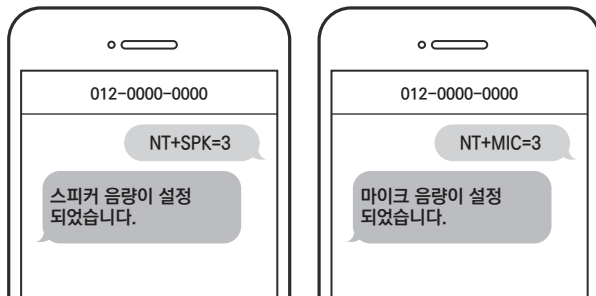 012-0000-0000
NT+SPK=3
스피커 음량이 설정
되었습니다.
012-0000-0000
NT+MIC=3
마이크 음량이 설정
되었습니다.